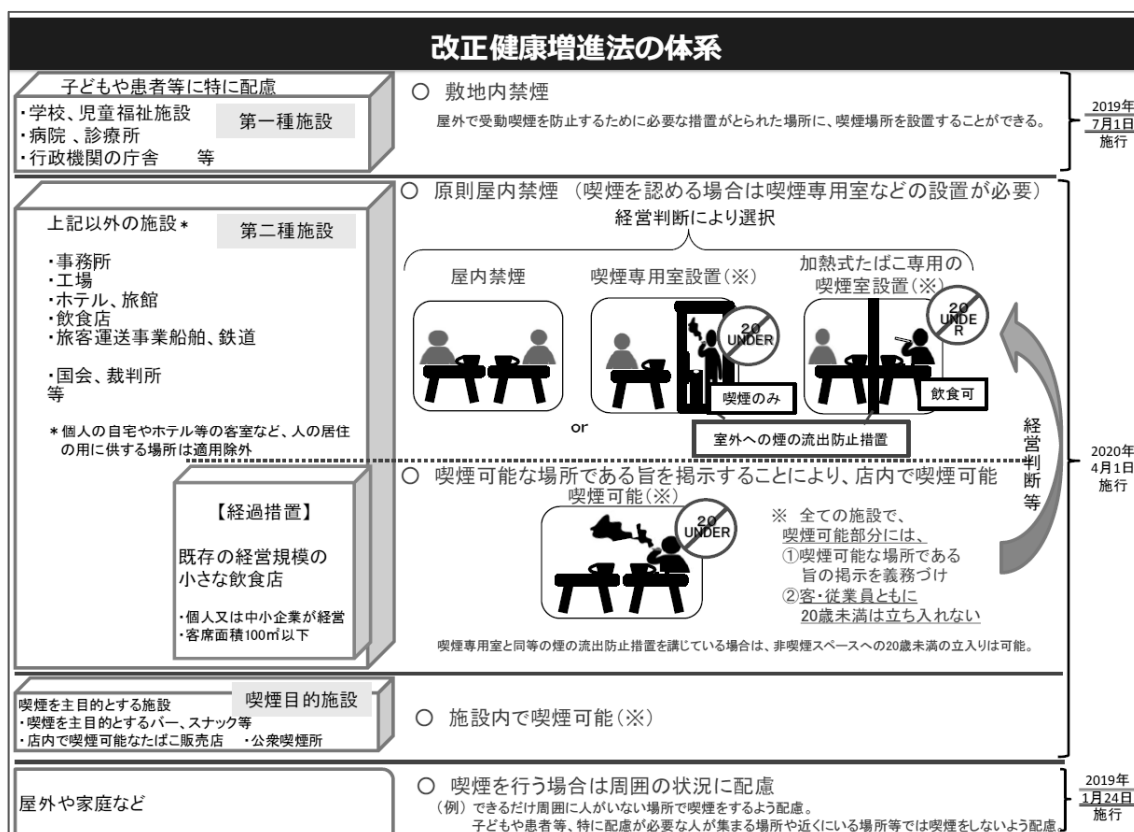 改正健康増進法の体系
子どもや患者等に特に配慮
・学校、児童福祉施設
・病院、診療所
・行政機関の庁舎　　等
第一種施設
〇 敷地内禁煙
屋外で受動喫煙を防止するために必要な措置がとられた場所に、喫煙場所を設置することができる。
2019年
7月1日
施行
上記以外の施設*
第二種施設
・事務所
・工場
・ホテル、旅館
・飲食店
・旅客運送事業船舶、鉄道
・国会、裁判所
等
*個人の自宅やホテル等の客室など、人の居住
の用に供する場所は適用除外
〇 原則屋内禁煙 （喫煙を認める場合は喫煙専用室などの設置が必要）
経営判断により選択
屋内禁煙
喫煙専用室設置(※)
20
UNDER
喫煙のみ
加熱式たばこ専用の
喫煙室設置(※)
20
UNDE
R
飲食可
or
室外への煙の流出防止措置
経営判断等
2020年
4月1日
施行
【経過措置】
既存の経営規模の
小さな飲食店
・個人又は中小企業が経営
・客席面積100㎡以下
〇 喫煙可能な場所である旨を掲示することにより、店内で喫煙可能
喫煙可能(※)
20
UNDER
※ 全ての施設で、
喫煙可能部分には、
①喫煙可能な場所である
旨の掲示を義務づけ
②客・従業員ともに
20歳未満は立ち入れない
喫煙専用室と同等の煙の流出防止措置を講じている場合は、非喫煙スペースへの20歳未満の立入りは可能。
喫煙を主目的とする施設
喫煙目的施設
・喫煙を主目的とするバー、スナック等
・店内で喫煙可能なたばこ販売店　・公衆喫煙所
〇 施設内で喫煙可能(※)
屋外や家庭など
〇 喫煙を行う場合は周囲の状況に配慮
（例）できるだけ周囲に人がいない場所で喫煙をするよう配慮。
子どもや患者等、特に配慮が必要な人が集まる場所や近くにいる場所等では喫煙をしないよう配慮。
2019年
1月24日
施行